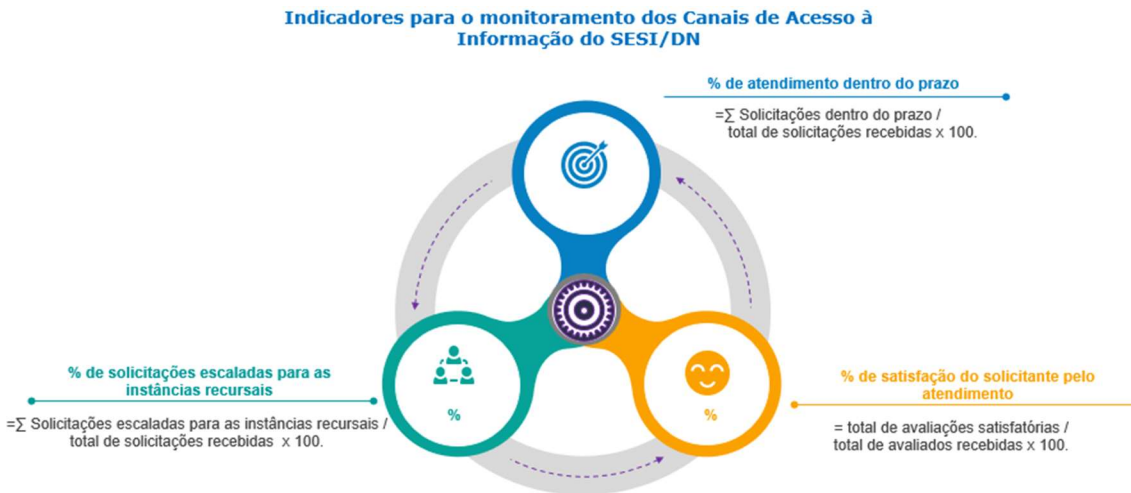 Indicadores para o monitoramento dos Canais de Acesso à
Informação do SESI/DN
% de atendimento dentro do prazo
=∑ Solicitações dentro do prazo /
total de solicitações recebidas x 100.
% de solicitações escaladas para as
instâncias recursais
=∑ Solicitações escaladas para as instâncias recursais /
total de solicitações recebidas x 100.
%
%
% de satisfação do solicitante pelo
atendimento
= total de avaliações satisfatórias /
total de avaliados recebidas x 100.